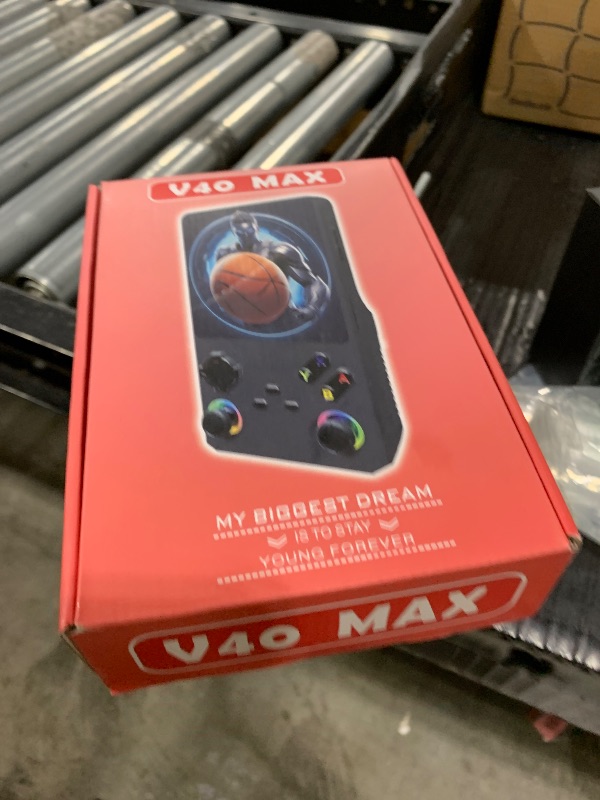 V40 MAX
Y
A
B
MY BIGGEST DREAM
IS TO STAY
YOUNG FOREVER
V40 MAX